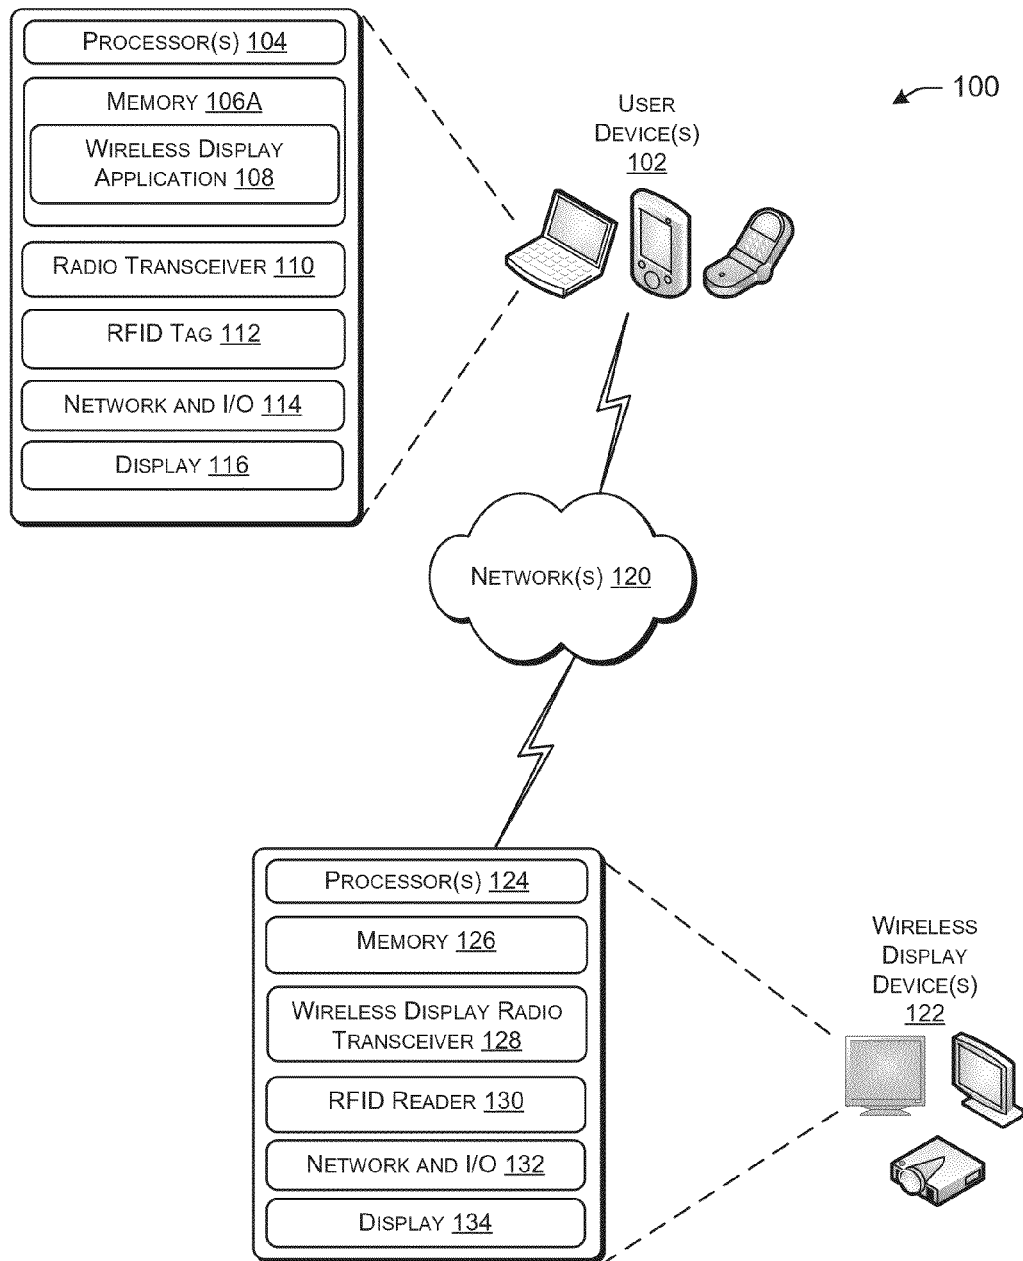 PROCESSOR(S) 104
MEMORY 106A
WIRELESS DISPLAY
APPLICATION 108
RADIO TRANSCEIVER 110
RFID TAG 112
NETWORK AND I/O 114
DISPLAY 116
100
USER
DEVICE(S)
102
NETWORK(S) 120
PROCESSOR(S) 124
MEMORY 126
WIRELESS DISPLAY RADIO
TRANSCEIVER 128
RFID READER 130
NETWORK AND I/O 132
DISPLAY 134
WIRELESS
DISPLAY
DEVICE(S)
122